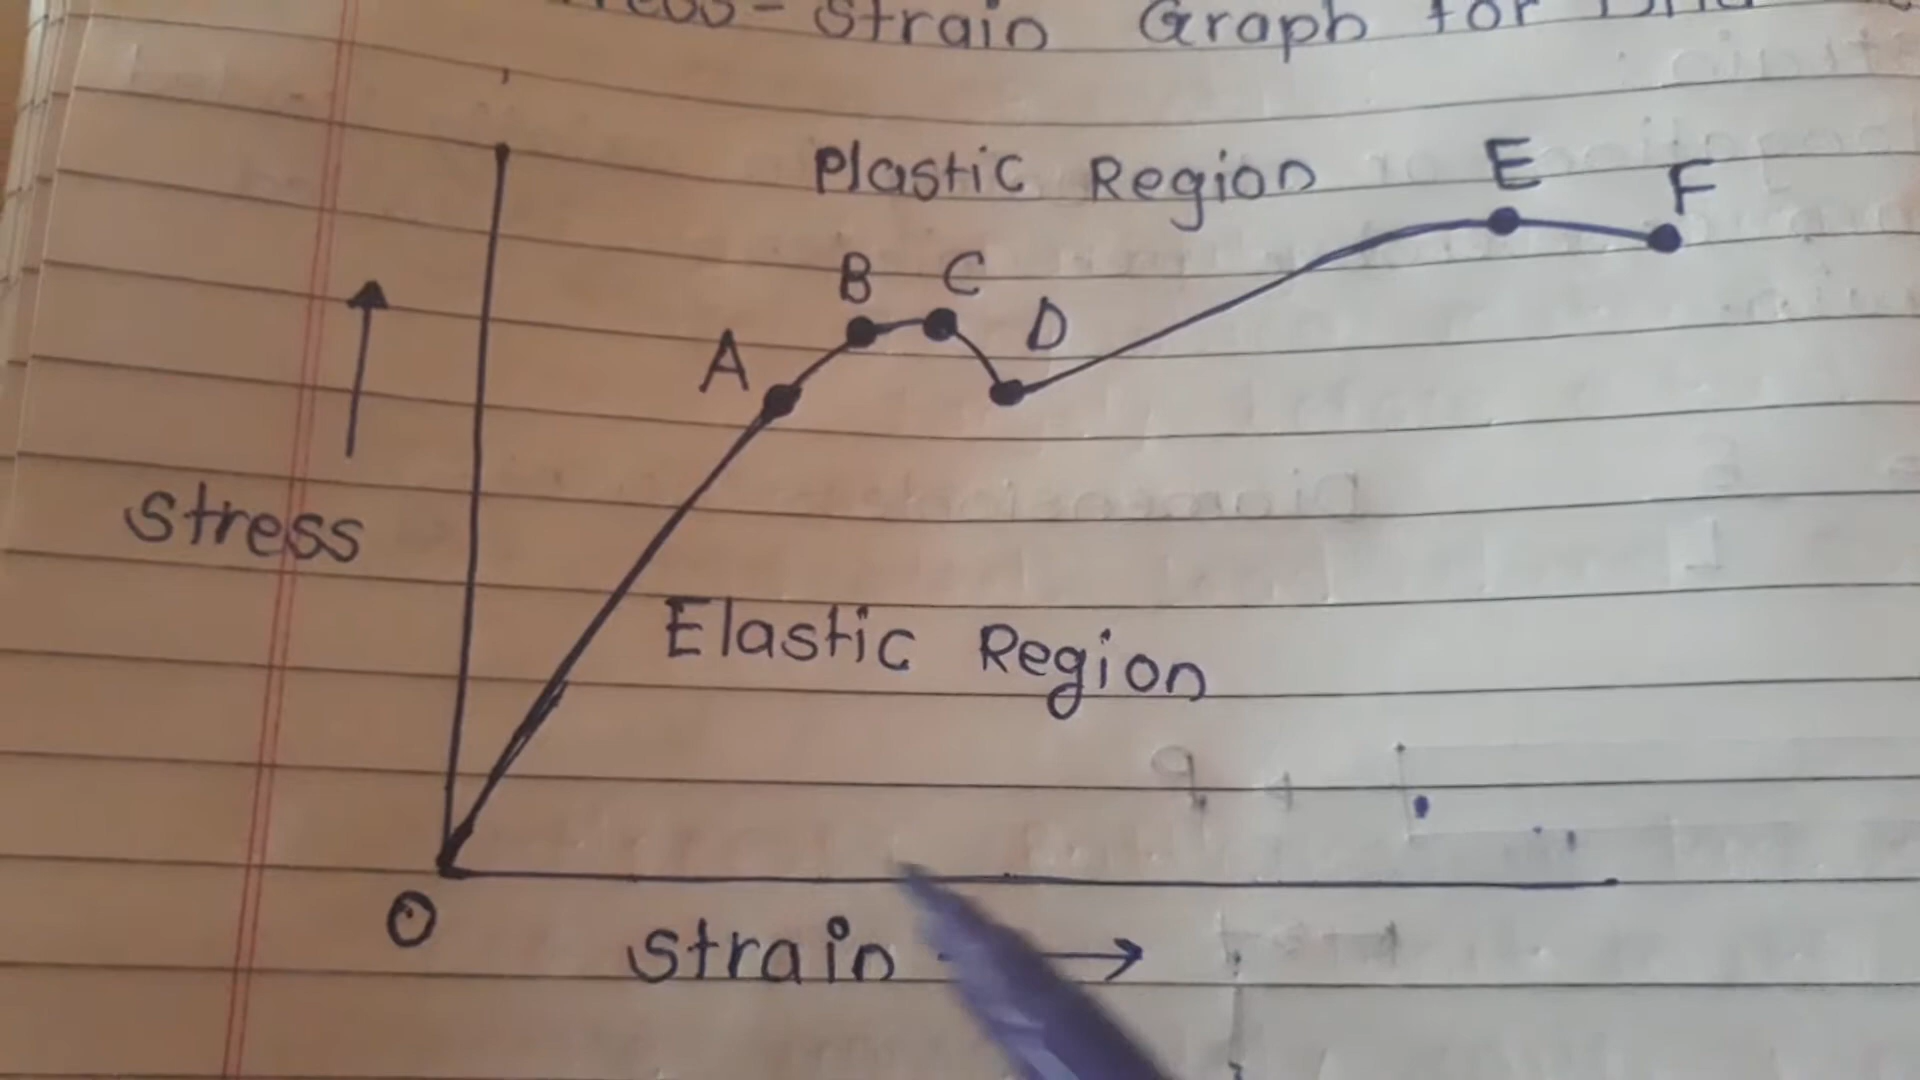 Strain Graph for
Plastic Region
E
F
B
C
D
A
Stress
Elastic Region
O
Strain